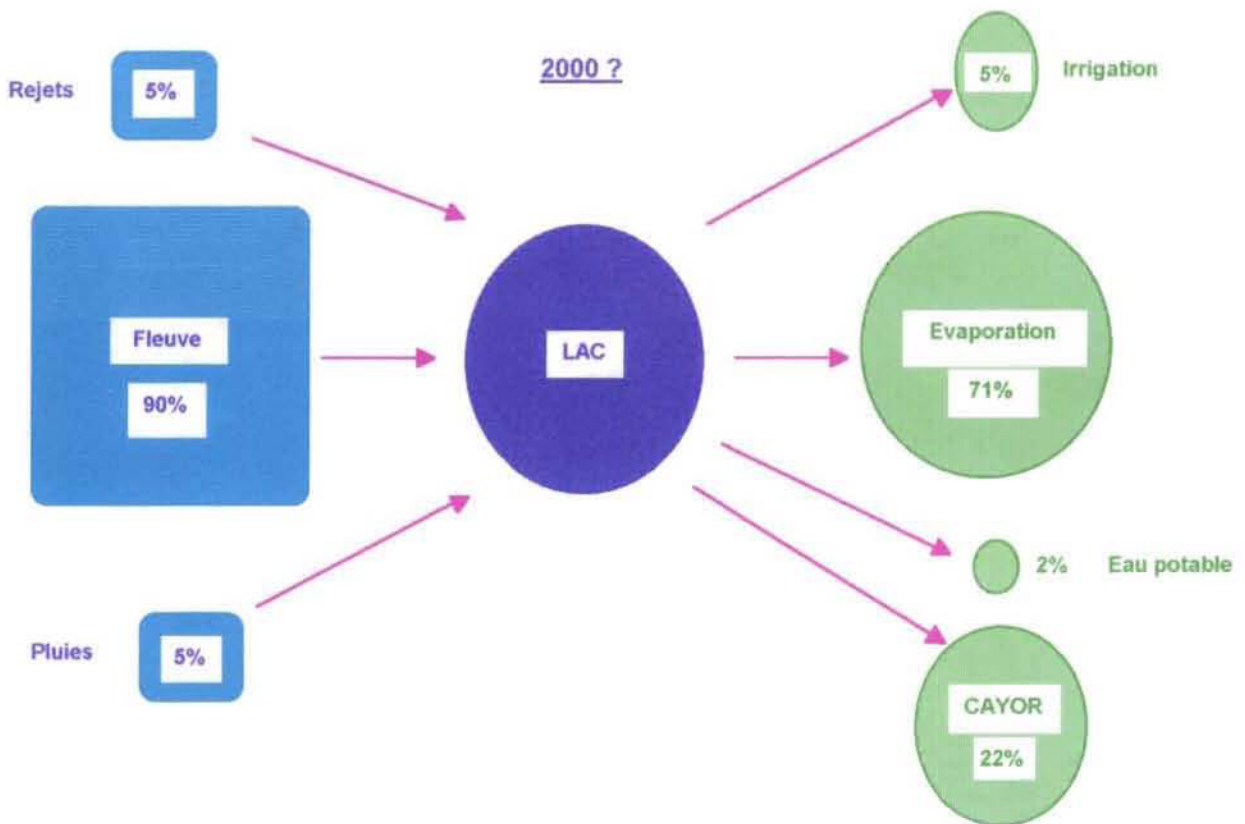 2000 ?
Rejets
5%
Fleuve
90%
Pluies
5%
LAC
5%
Irrigation
Evaporation
71%
2%
Eau potable
CAYOR
22%